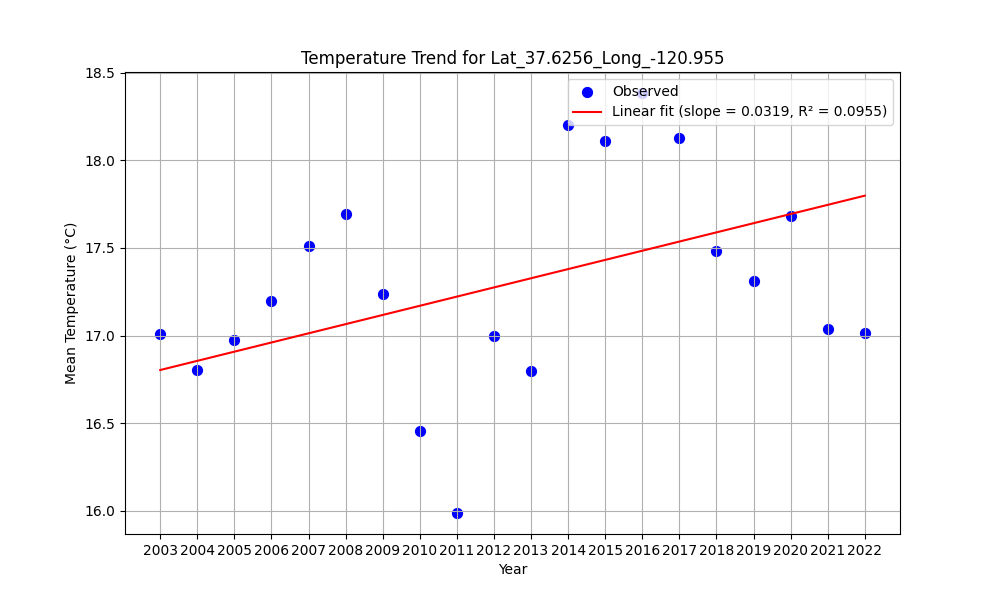 Temperature Trend for Lat_37.6256_Long_-120.955
Observed
Linear fit (slope = 0.0319, R² = 0.0955)
18.5
18.0
17.5
17.0
16.5
16.0
Mean Temperature (°C)
2003 2004 2005 2006 2007 2008 2009 2010 2011 2012 2013 2014 2015 2016 2017 2018 2019 2020 2021 2022
Year